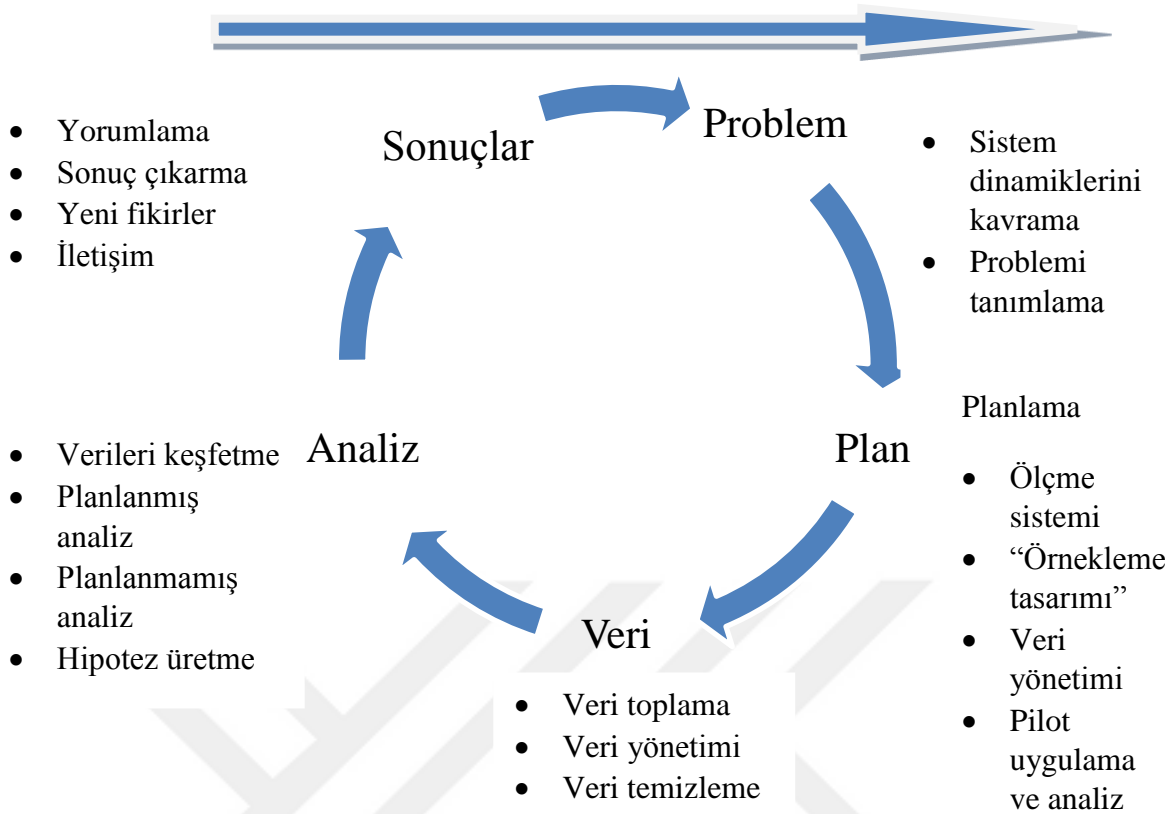 Problem
• Sistem
dinamiklerini
kavrama
• Problemi
tanımlama
Plan
Planlama
• Ölçme
sistemi
• “Örnekleme
tasarımı”
• Veri
yönetimi
• Pilot
uygulama
ve analiz
Veri
• Veri toplama
• Veri yönetimi
• Veri temizleme
Analiz
• Verileri keşfetme
• Planlanmış
analiz
• Planlanmamış
analiz
• Hipotez üretme
Sonuçlar
• Yorumlama
• Sonuç çıkarma
• Yeni fikirler
• İletişim